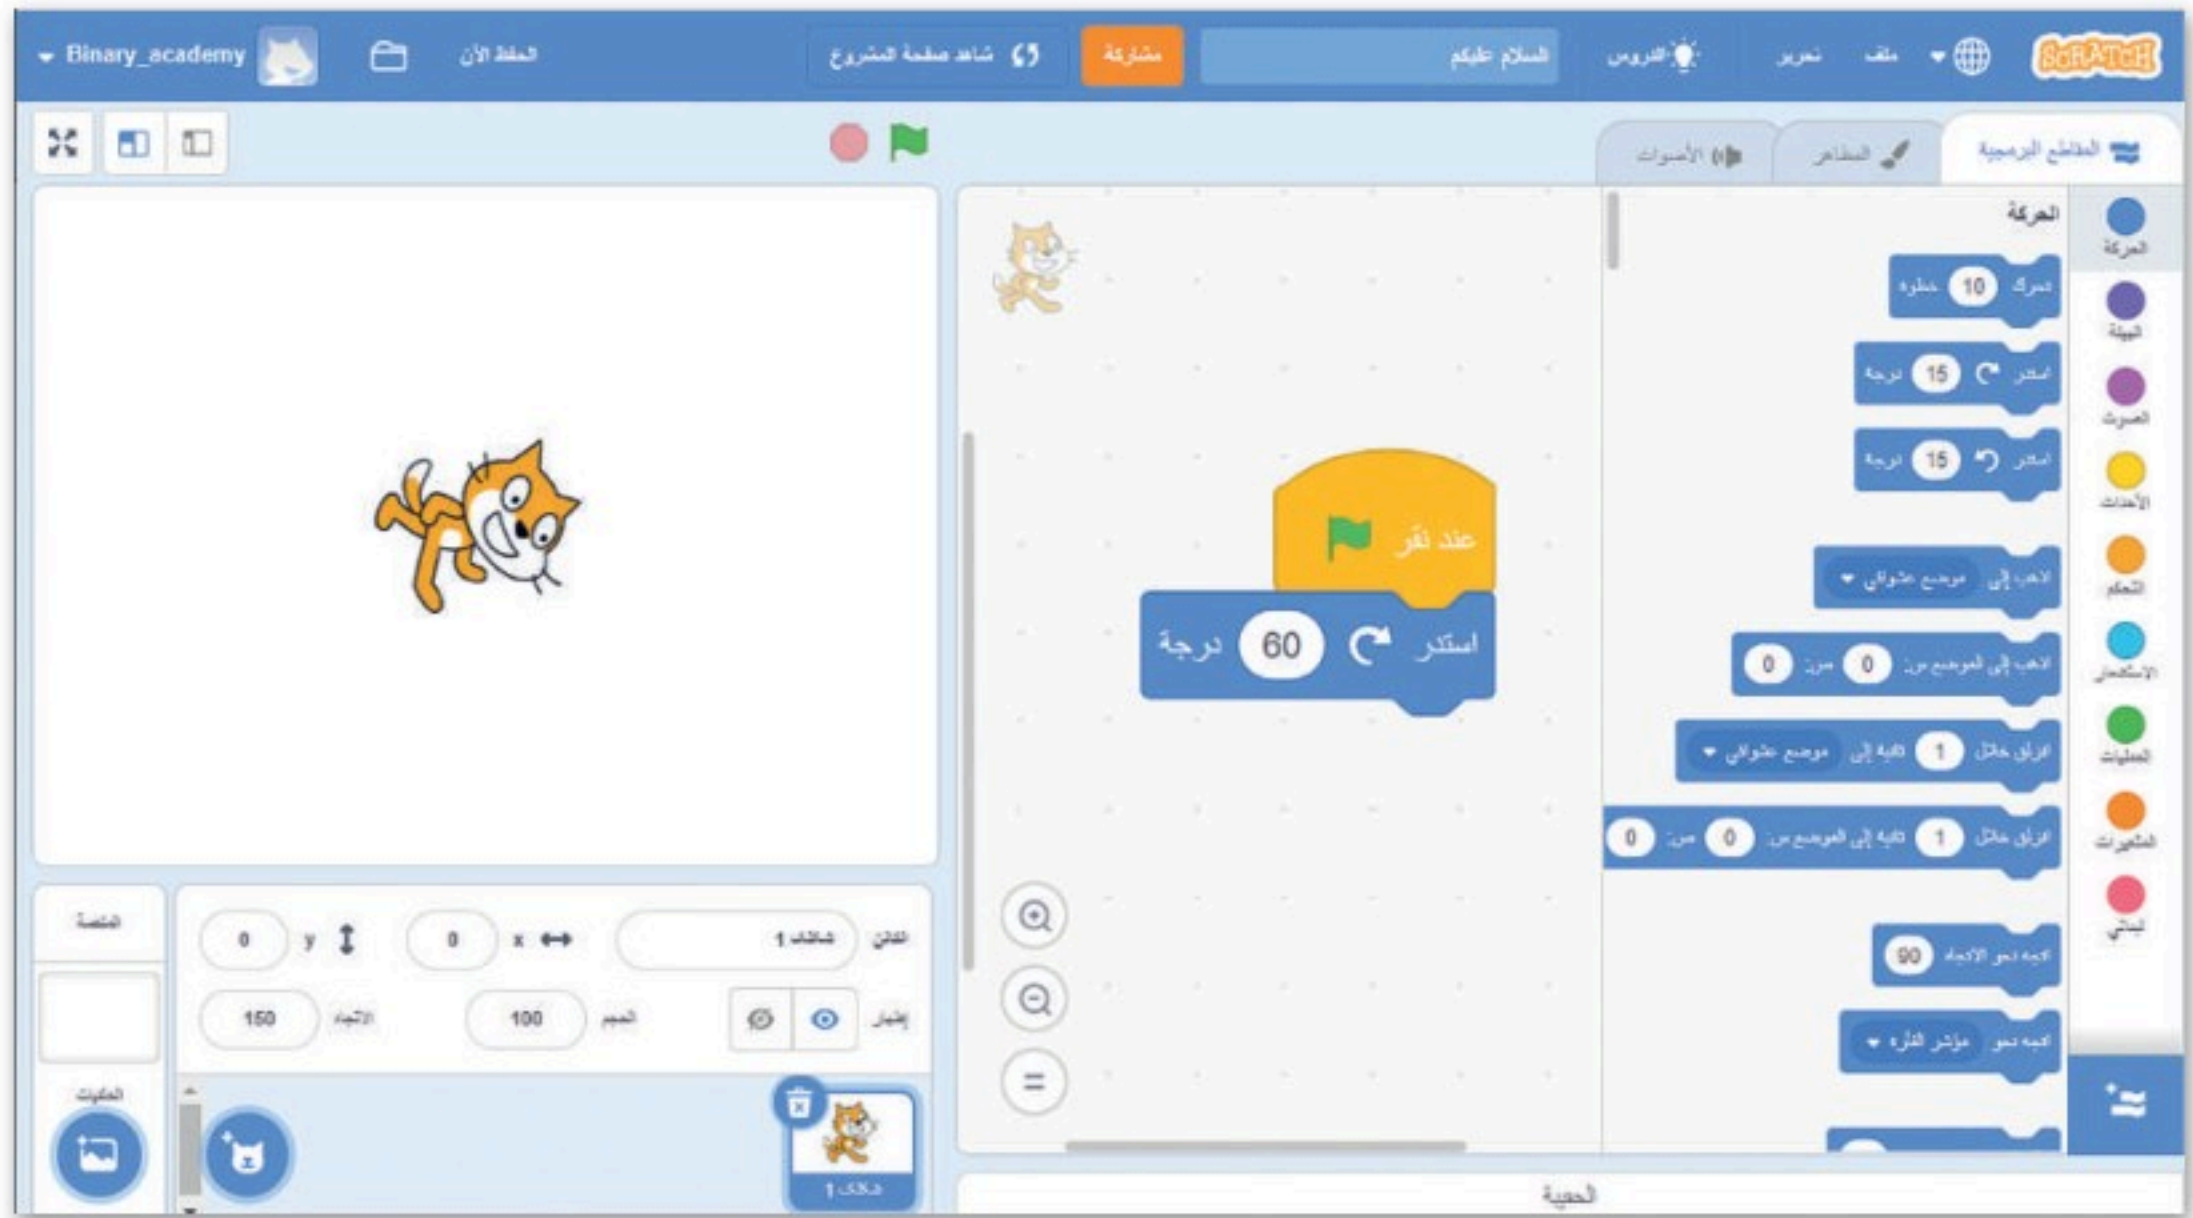 SCRATCH
ملف
تحرير
الدروس
السلام عليكم
مشاركة
شاهد صفحة المشروع
الحفظ الآن
Binary_academy
المقاطع البرمجية
المظاهر
الأصوات
الحركة
الحركة
الهيئة
الصوت
الأحداث
التحكم
الاستشعار
العمليات
المتغيرات
لبناتي
تحرك 10 خطوة
استدر 15 درجة
استدر 15 درجة
اذهب إلى موضع عشوائي
اذهب إلى الموضع س: 0 ص: 0
انزلق خلال 1 ثانية إلى موضع عشوائي
انزلق خلال 1 ثانية إلى الموضع س: 0 ص: 0
اتجه نحو الاتجاه 90
اتجه نحو مؤشر الفأرة
عند نقر
استدر 60 درجة
الكائن
1
x 0
y 0
إظهار
الحجم 100
الاتجاه 150
1
المنصة
الخلفيات
الحقيبة